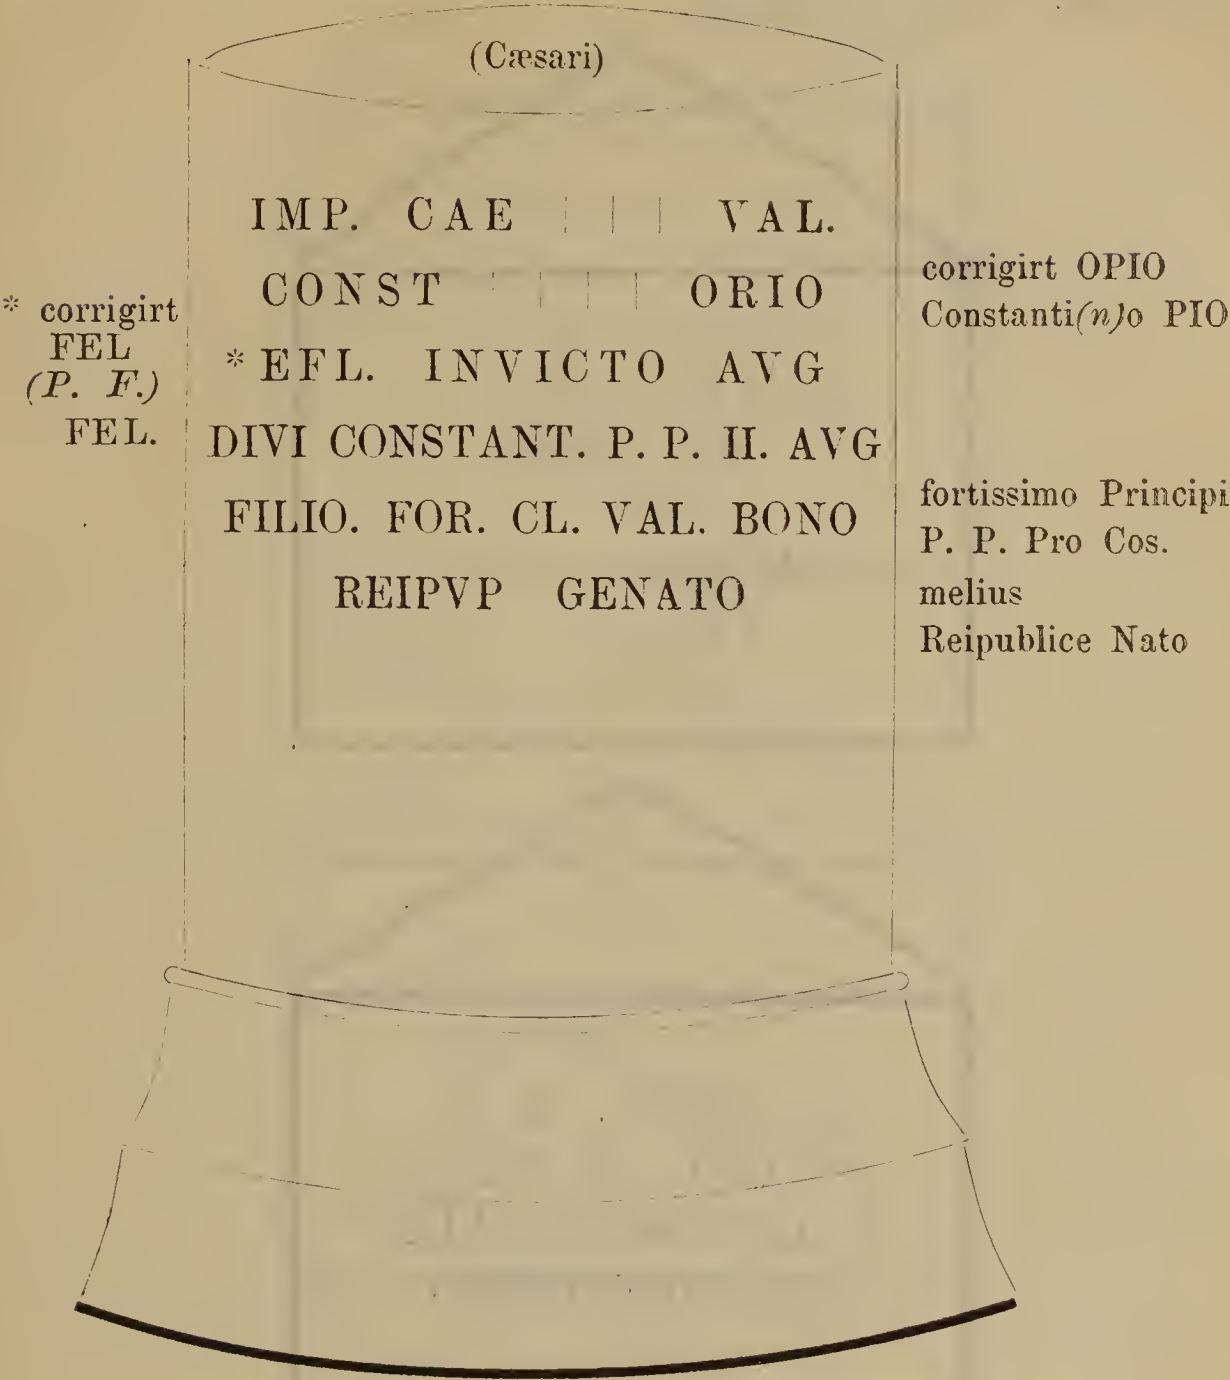 (Cæsari)
IMP. CAE VAL.
CONST ORIO
* EFL. INVICTO AVG
DIVI CONSTANT. P. P. II. AVG
FILIO. FOR. CL. VAL. BONO
REIPVP GENATO
* corrigirt
FEL
(P. F.)
FEL.
corrigirt OPIO
Constanti(n)o PIO
fortissimo Principi
P. P. Pro Cos.
melius
Reipublice Nato